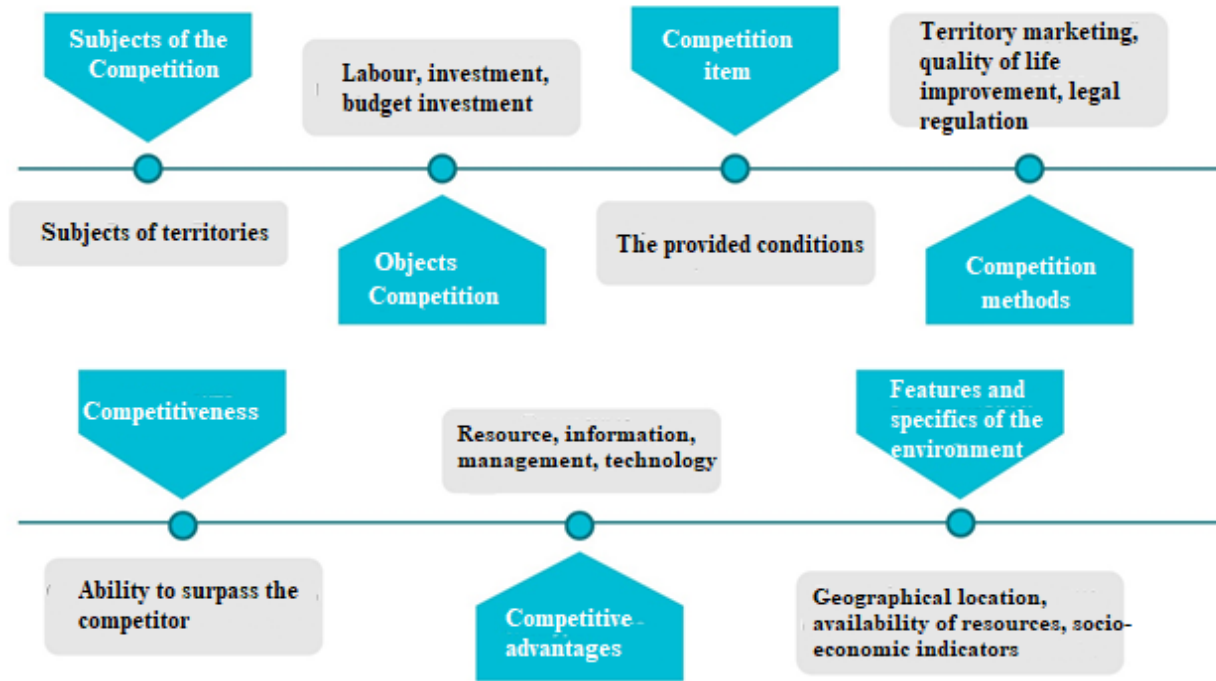 Subjects of the
Competition
Labour, investment,
budget investment
Competition
item
Territory marketing,
quality of life
improvement, legal
regulation
Subjects of territories
Objects
Competition
The provided conditions
Competition
methods
Competitiveness
Resource, information,
management, technology
Features and
specifics of the
environment
Ability to surpass the
competitor
Competitive
advantages
Geographical location,
availability of resources, socio-
economic indicators